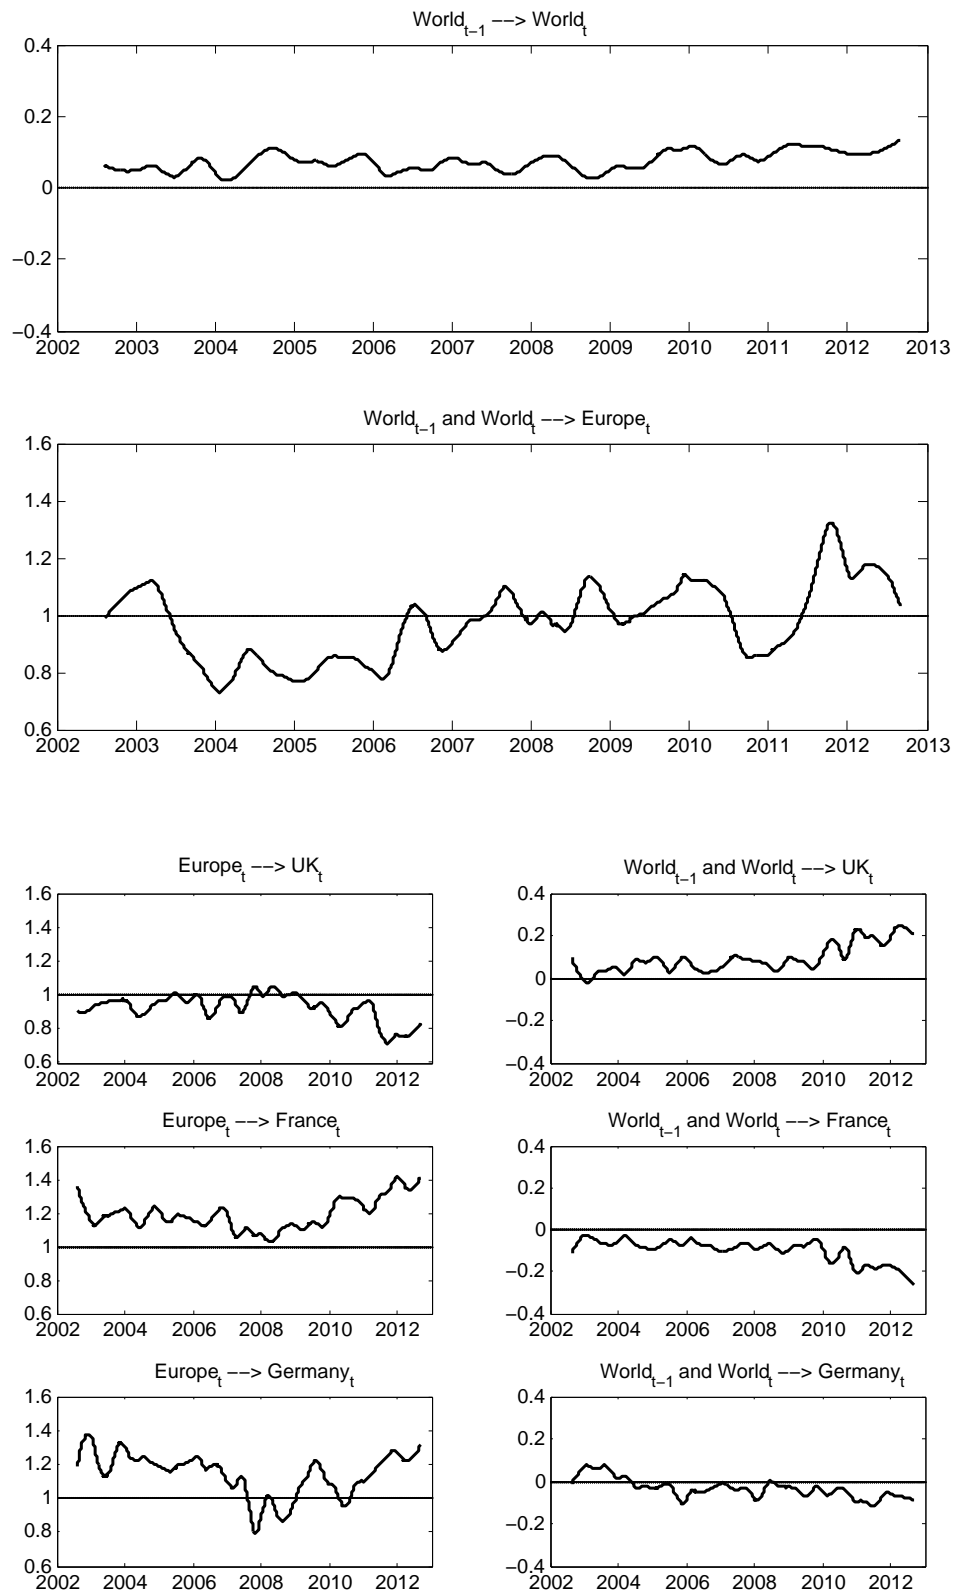 World_{t−1} −−> World_t
0.4
0.2
0
−0.2
−0.4
2002 2003 2004 2005 2006 2007 2008 2009 2010 2011 2012 2013
World_{t−1} and World_t −−> Europe_t
1.6
1.4
1.2
1
0.8
0.6
2002 2003 2004 2005 2006 2007 2008 2009 2010 2011 2012 2013
Europe_t −−> UK_t
1.6
1.4
1.2
1
0.8
0.6
2002 2004 2006 2008 2010 2012
World_{t−1} and World_t −−> UK_t
0.4
0.2
0
−0.2
−0.4
2002 2004 2006 2008 2010 2012
Europe_t −−> France_t
1.6
1.4
1.2
1
0.8
0.6
2002 2004 2006 2008 2010 2012
World_{t−1} and World_t −−> France_t
0.4
0.2
0
−0.2
−0.4
2002 2004 2006 2008 2010 2012
Europe_t −−> Germany_t
1.6
1.4
1.2
1
0.8
0.6
2002 2004 2006 2008 2010 2012
World_{t−1} and World_t −−> Germany_t
0.4
0.2
0
−0.2
−0.4
2002 2004 2006 2008 2010 2012